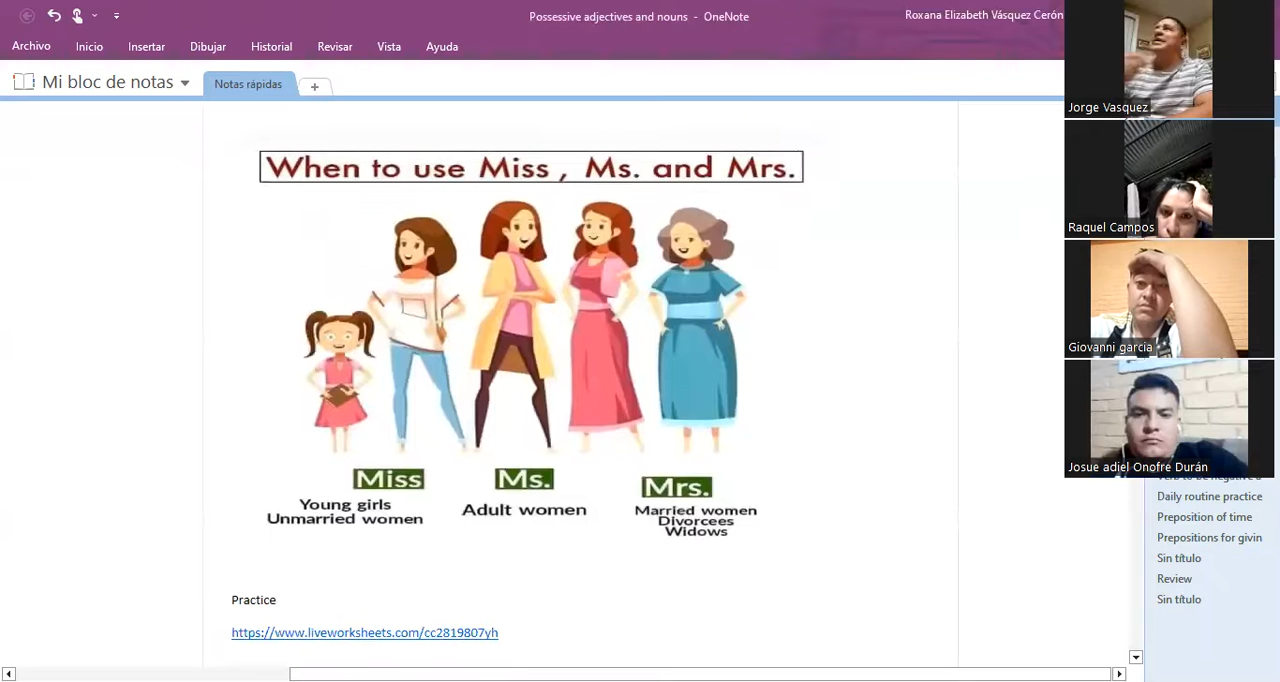 Possessive adjectives and nouns - OneNote
Roxana Elizabeth Vásquez Cerón
Archivo Inicio Insertar Dibujar Historial Revisar Vista Ayuda
Mi bloc de notas
Notas rápidas
When to use Miss , Ms. and Mrs.
Miss
Young girls
Unmarried women
Ms.
Adult women
Mrs.
Married women
Divorcees
Widows
Practice
https://www.liveworksheets.com/cc2819807yh
Jorge Vasquez
Raquel Campos
Giovanni garcia
Josue adiel Onofre Durán
Daily routine practice
Preposition of time
Prepositions for givin
Sin título
Review
Sin título